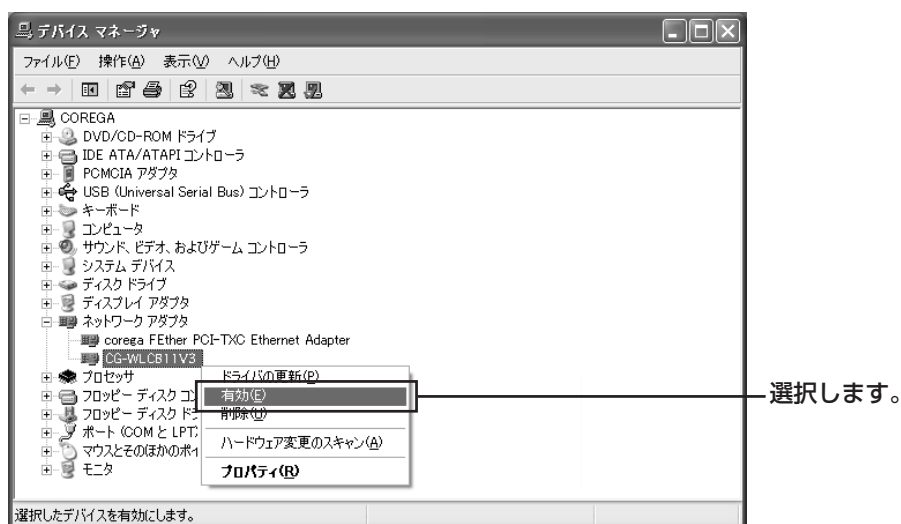 デバイス マネージャ
ファイル(F) 操作(A) 表示(V) ヘルプ(H)
COREGA
DVD/CD-ROM ドライブ
IDE ATA/ATAPI コントローラ
PCMCIA アダプタ
USB (Universal Serial Bus) コントローラ
キーボード
コンピュータ
サウンド、ビデオ、およびゲーム コントローラ
システム デバイス
ディスク ドライブ
ディスプレイ アダプタ
ネットワーク アダプタ
corega FEther PCI-TXC Ethernet Adapter
CG-WLCB11V3
プロセッサ
フロッピー ディスク コン
フロッピー ディスク ドラ
ポート (COM と LPT)
マウスとそのほかのポイ
モニタ
ドライバの更新(P)
有効(E)
削除(U)
ハードウェア変更のスキャン(A)
プロパティ(R)
選択します。
選択したデバイスを有効にします。